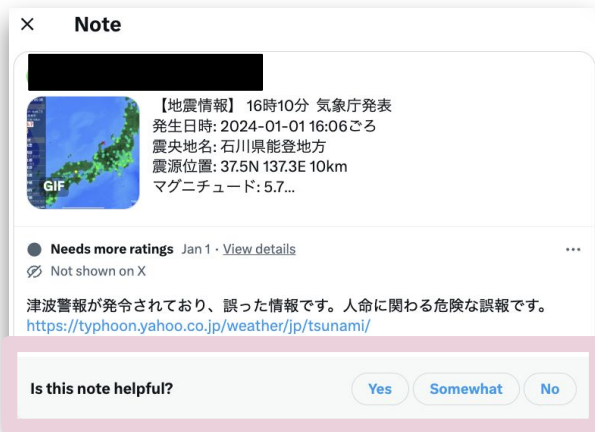 × Note
【地震情報】 16時10分 気象庁発表
発生日時: 2024-01-01 16:06ごろ
震央地名: 石川県能登地方
震源位置: 37.5N 137.3E 10km
マグニチュード: 5.7...
GIF
Needs more ratings Jan 1 · View details
Not shown on X
津波警報が発令されており、誤った情報です。人命に関わる危険な誤報です。
https://typhoon.yahoo.co.jp/weather/jp/tsunami/
Is this note helpful? Yes Somewhat No